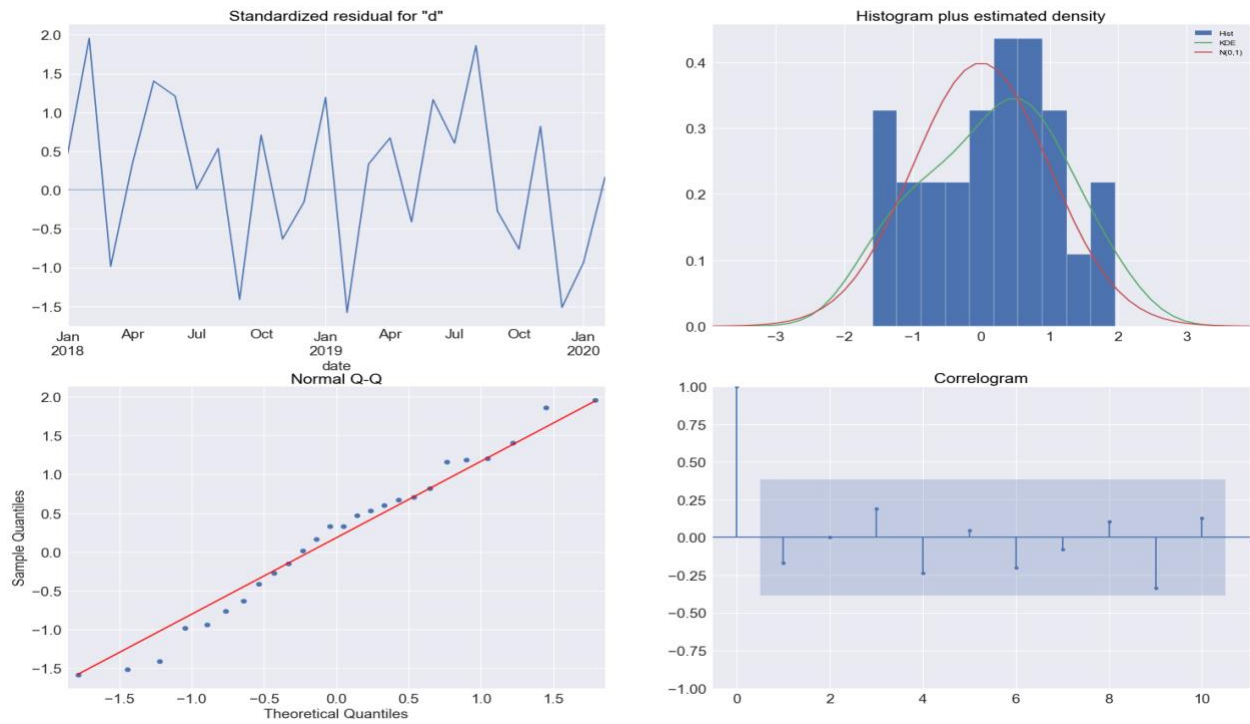 Standardized residual for "d"
2.0
1.5
1.0
0.5
0.0
−0.5
−1.0
−1.5
Jan Apr Jul Oct Jan Apr Jul Oct Jan
2018 2019 2020
date
Histogram plus estimated density
Hist
KDE
N(0,1)
0.4
0.3
0.2
0.1
0.0
−3 −2 −1 0 1 2 3
Normal Q-Q
Sample Quantiles
2.0
1.5
1.0
0.5
0.0
−0.5
−1.0
−1.5
−1.5 −1.0 −0.5 0.0 0.5 1.0 1.5
Theoretical Quantiles
Correlogram
1.00
0.75
0.50
0.25
0.00
−0.25
−0.50
−0.75
−1.00
0 2 4 6 8 10